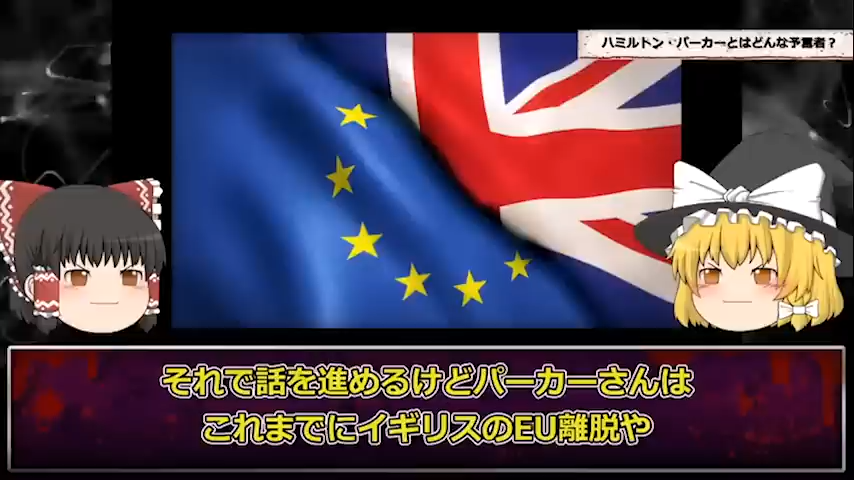 ハミルトン・パーカーとはどんな予言者？
それで話を進めるけどパーカーさんは
これまでにイギリスのEU離脱や